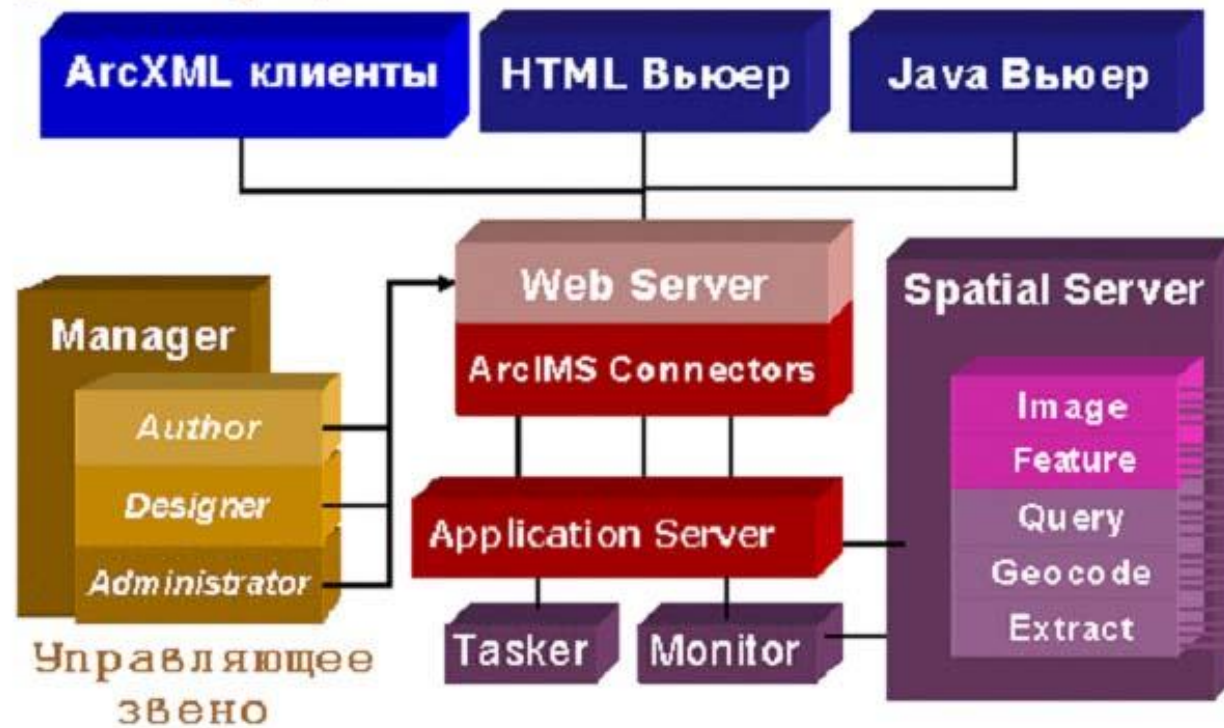 ArcXML клиенты
HTML Вьюер
Java Вьюер
Web Server
ArcIMS Connectors
Manager
Author
Designer
Administrator
Управляющее
звено
Application Server
Tasker
Monitor
Spatial Server
Image
Feature
Query
Geocode
Extract